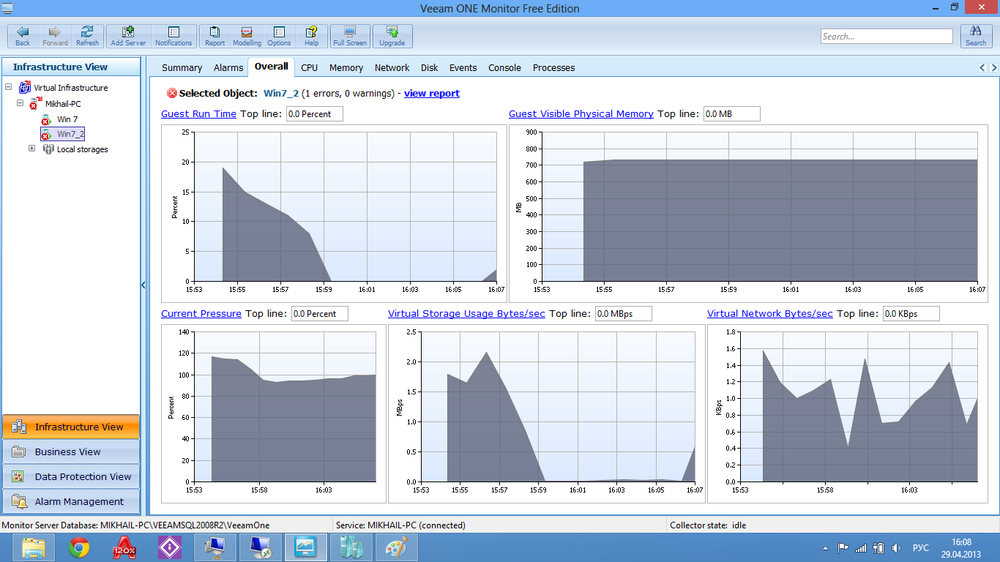 Veeam ONE Monitor Free Edition
Back Forward Refresh Add Server Notifications Report Modelling Options Help Full Screen Upgrade Search... Search
Infrastructure View
Summary Alarms Overall CPU Memory Network Disk Events Console Processes
Virtual Infrastructure
Mikhail-PC
Win 7
Win7_2
Local storages
Selected Object: Win7_2 (1 errors, 0 warnings) - view report
Guest Run Time Top line: 0.0 Percent
25
20
15
10
5
0
Percent
15:53 15:55 15:57 15:59 16:01 16:03 16:05 16:07
Guest Visible Physical Memory Top line: 0.0 MB
900
800
700
600
500
400
300
200
100
0
MB
15:53 15:55 15:57 15:59 16:01 16:03 16:05 16:07
Current Pressure Top line: 0.0 Percent
140
120
100
80
60
40
20
0
Percent
15:53 15:58 16:03
Virtual Storage Usage Bytes/sec Top line: 0.0 MBps
2.5
2.0
1.5
1.0
0.5
0.0
MBps
15:53 15:55 15:57 15:59 16:01 16:03 16:05 16:07
Virtual Network Bytes/sec Top line: 0.0 KBps
1.8
1.6
1.4
1.2
1.0
0.8
0.6
0.4
0.2
0.0
KBps
15:53 15:58 16:03
Infrastructure View
Business View
Data Protection View
Alarm Management
Monitor Server Database: MIKHAIL-PC\VEEAMSQL2008R2\VeeamOne Service: MIKHAIL-PC (connected) Collector state: idle
120%
РУС
16:08
29.04.2013